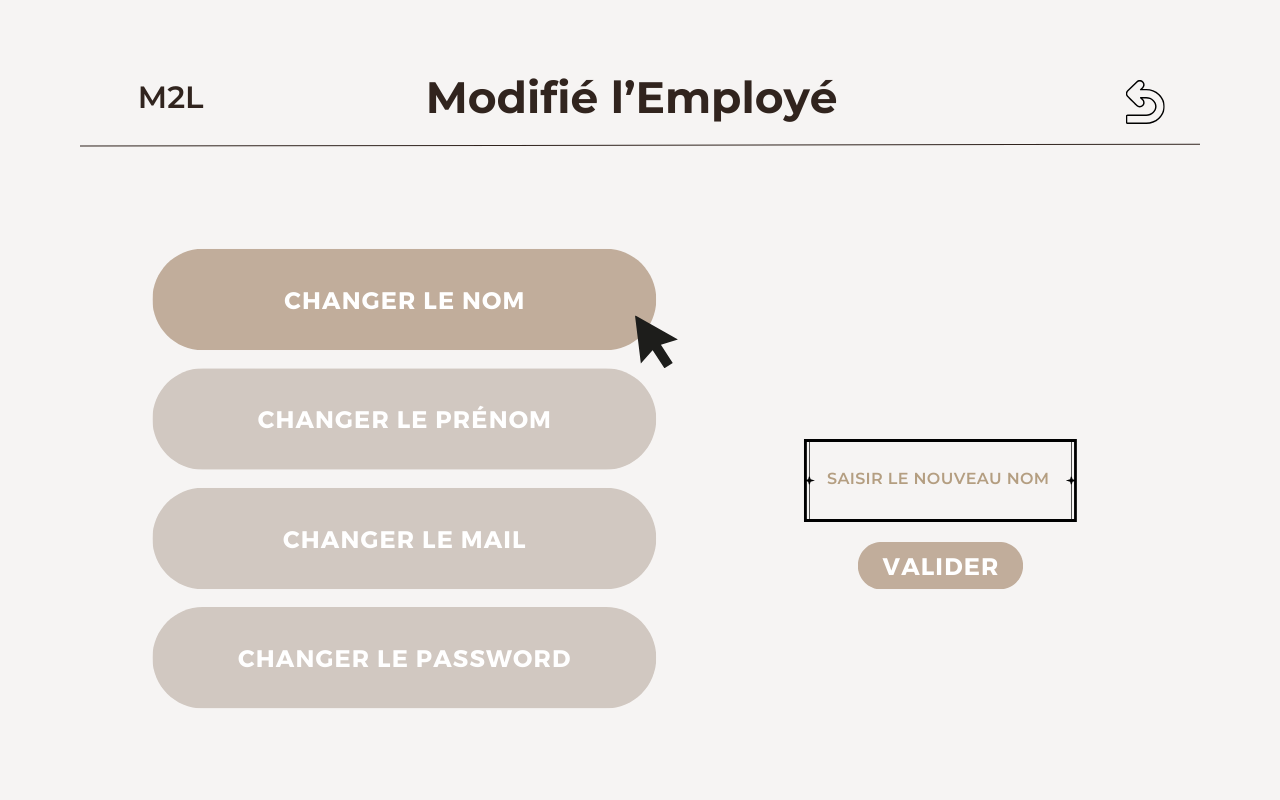 M2L
Modifié l’Employé
CHANGER LE NOM
CHANGER LE PRÉNOM
CHANGER LE MAIL
CHANGER LE PASSWORD
SAISIR LE NOUVEAU NOM
VALIDER